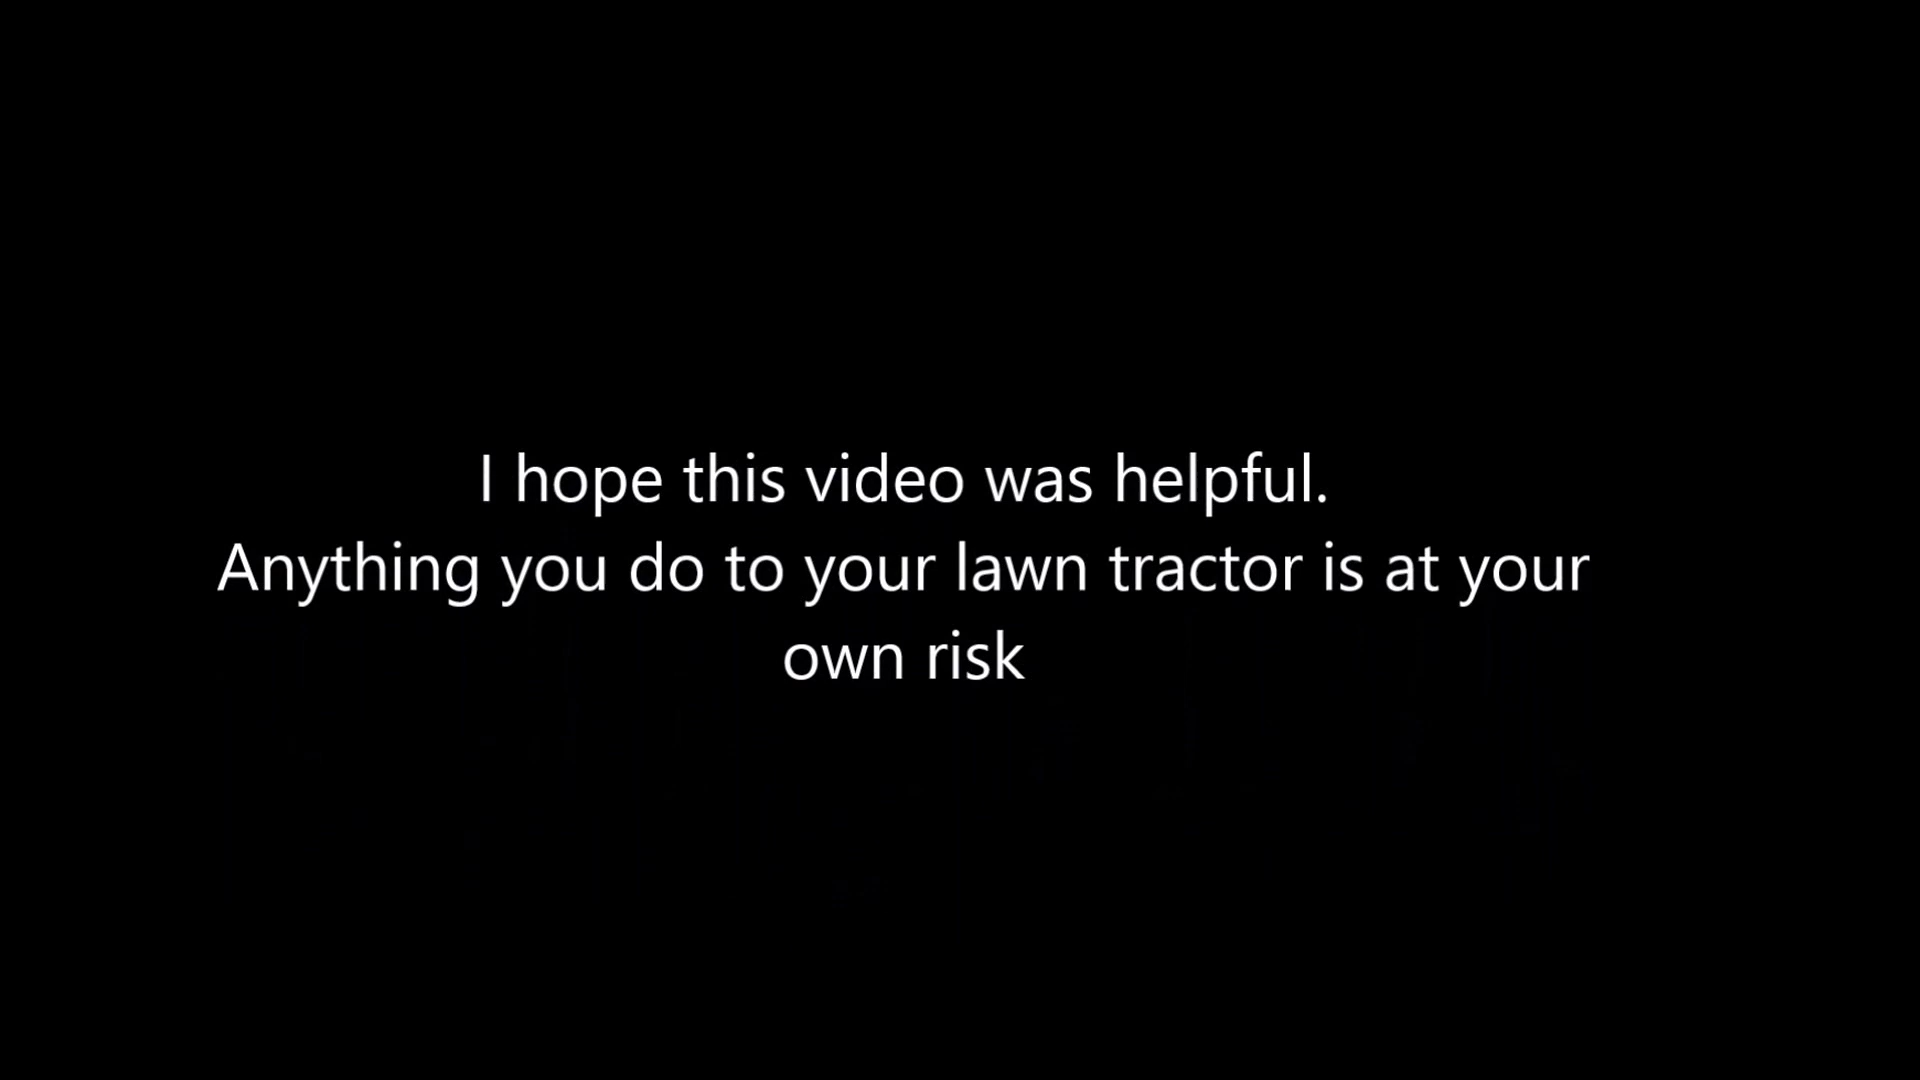 I hope this video was helpful.
Anything you do to your lawn tractor is at your
own risk